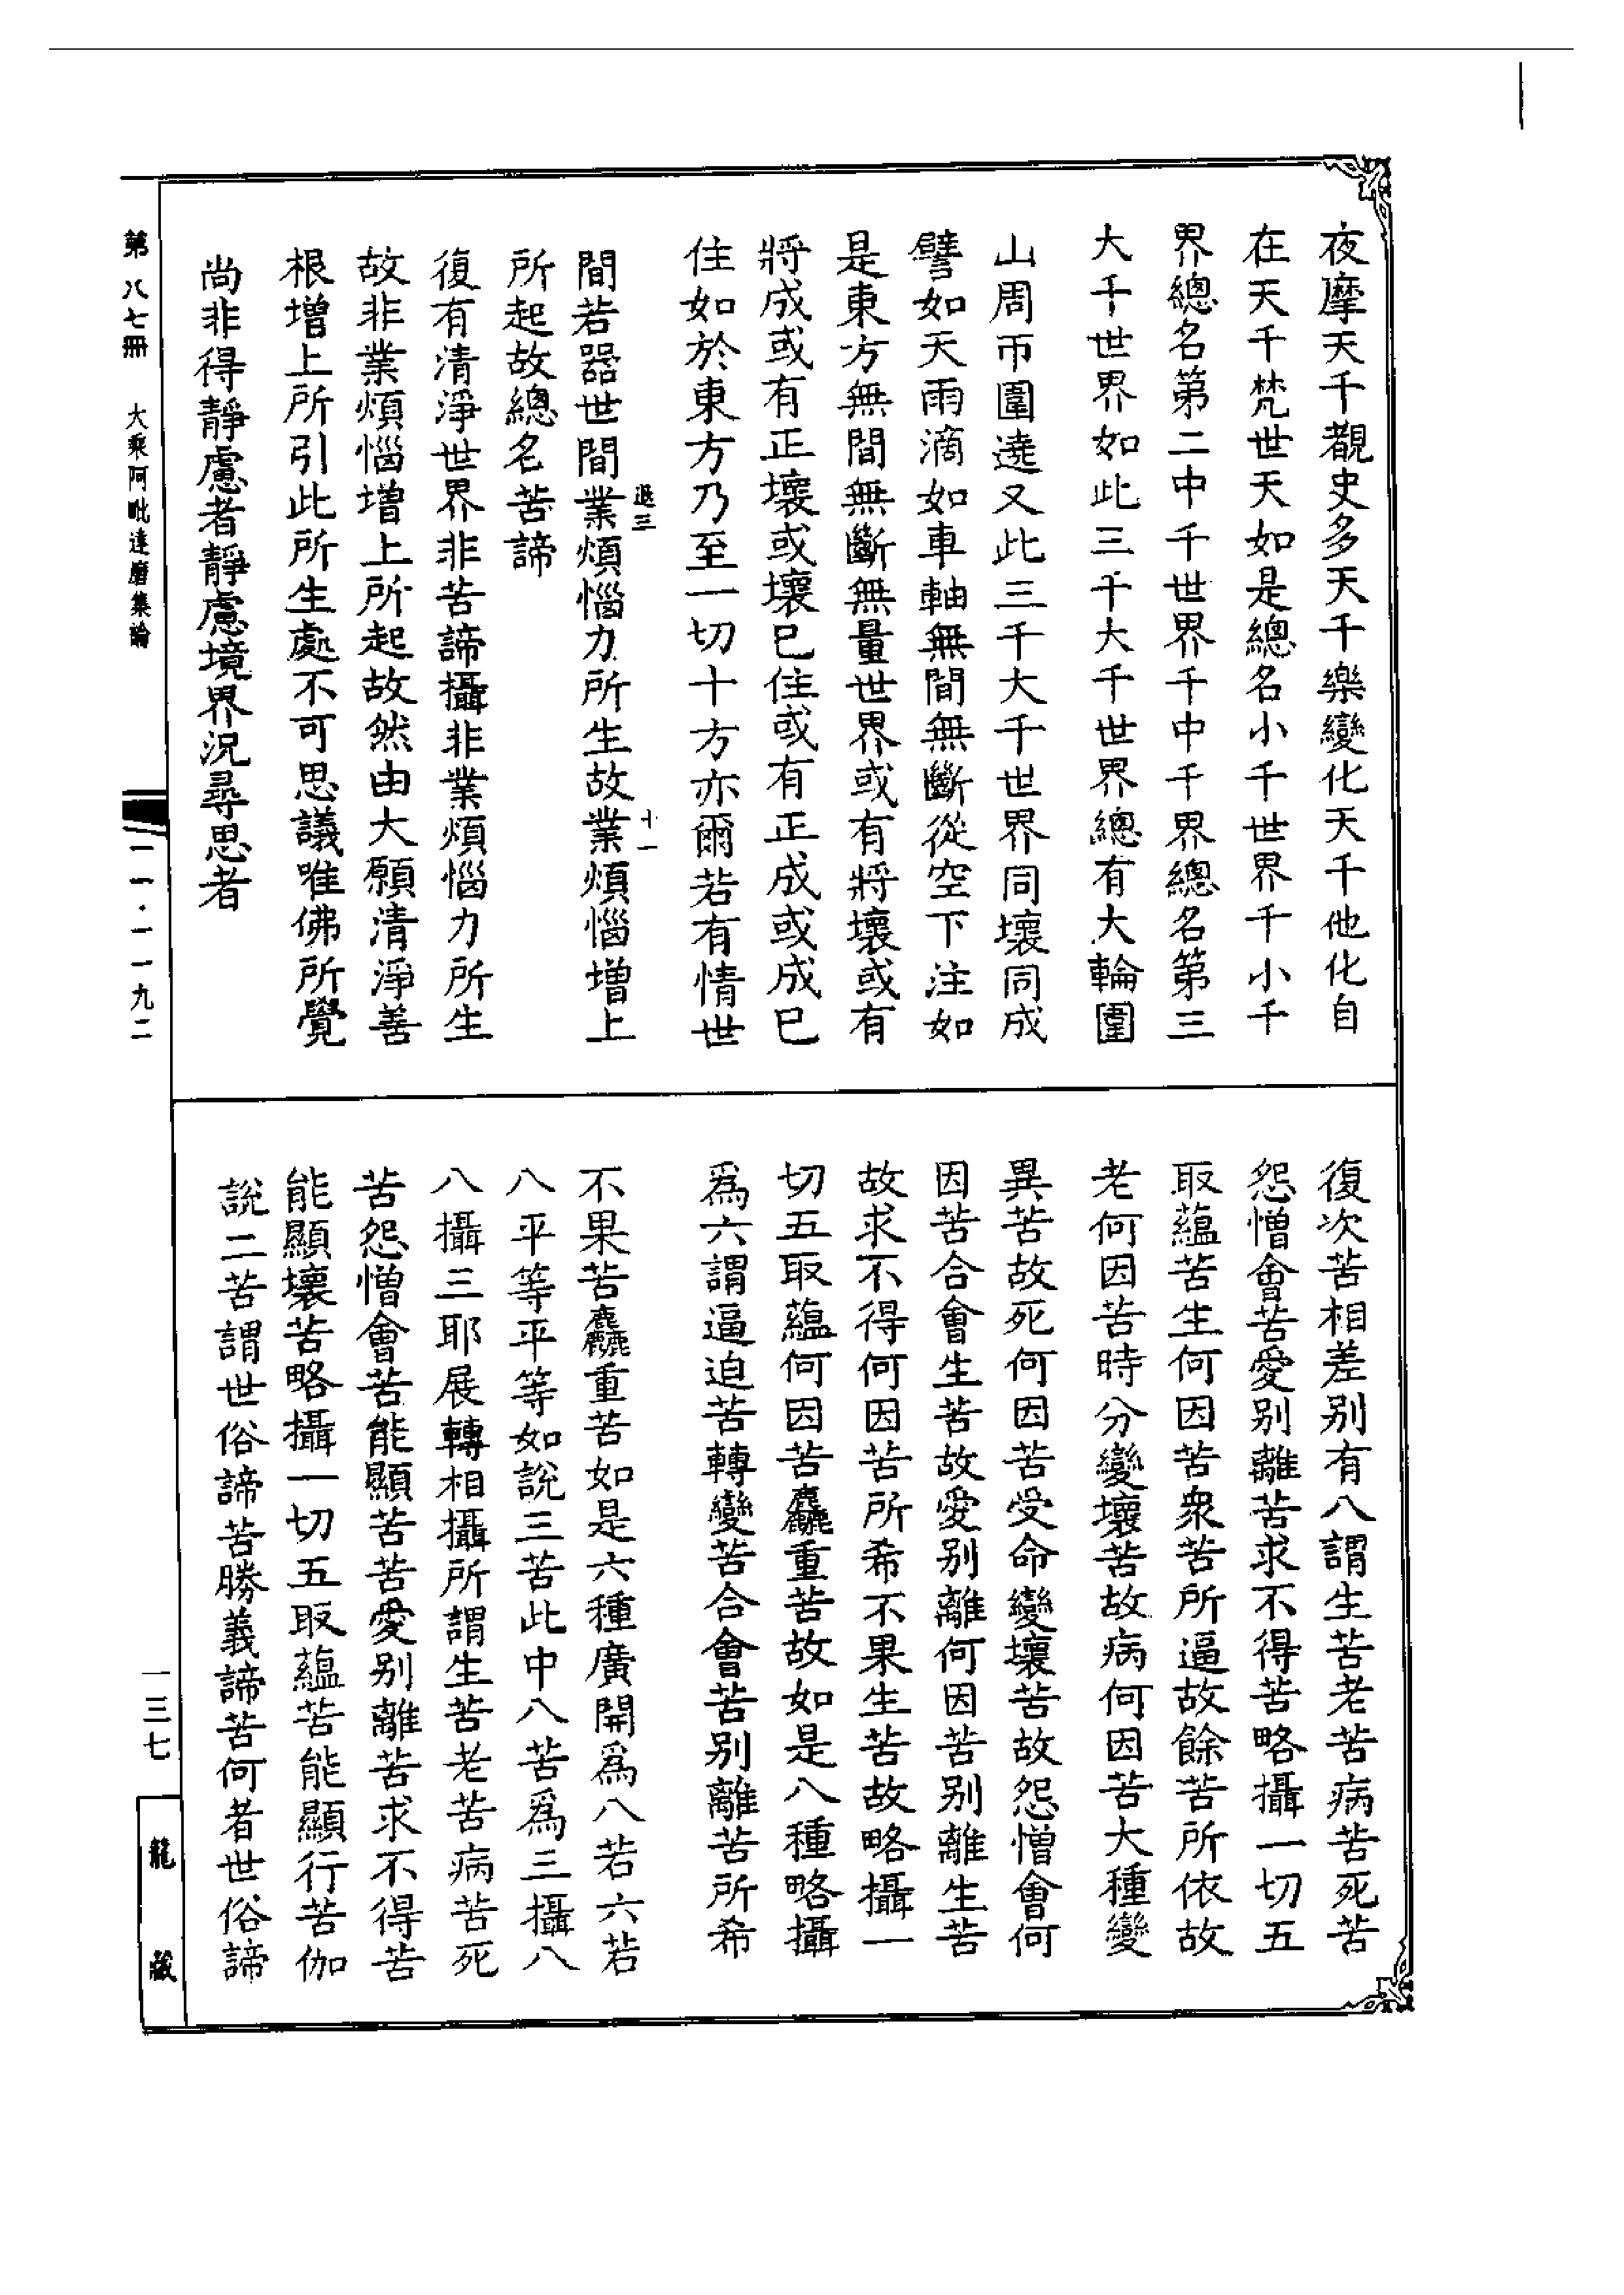 夜摩天千覩史多天千樂變化天千他化自
在天千梵世天如是總名小千世界千小千
界總名第二中千世界千中千界總名第三
大千世界如此三千大千世界總有大輪圍
山周帀圍遶又此三千大千世界同壞同成
譬如天雨滴如車軸無間無斷從空下注如
是東方無間無斷無量世界或有將壞或有
將成或有正壞或壞已住或有正成或成已
住如於東方乃至一切十方亦爾若有情世
間若器世間業煩惱力所生故業煩惱增上
退三
十一
所起故總名苦諦
復有清淨世界非苦諦攝非業煩惱力所生
故非業煩惱增上所起故然由大願清淨善
根增上所引此所生處不可思議唯佛所覺
尚非得靜慮者靜慮境界況尋思者
復次苦相差别有八謂生苦老苦病苦死苦
怨憎會苦愛别離苦求不得苦略攝一切五
取蘊苦生何因苦衆苦所逼故餘苦所依故
老何因苦時分變壞苦故病何因苦大種變
異苦故死何因苦受命變壞苦故怨憎會何
因苦合會生苦故愛别離何因苦别離生苦
故求不得何因苦所希不果生苦故略攝一
切五取蘊何因苦麤重苦故如是八種略攝
爲六謂逼迫苦轉變苦合會苦别離苦所希
不果苦麤重苦如是六種廣開爲八若六若
八平等平等如說三苦此中八苦爲三攝八
八攝三耶展轉相攝所謂生苦老苦病苦死
苦怨憎會苦能顯苦苦愛别離苦求不得苦
能顯壞苦略攝一切五取蘊苦能顯行苦伽
說二苦謂世俗諦苦勝義諦苦何者世俗諦
第八七冊
大乘阿毗達磨集論
一一·一一九二
一三七
龍藏